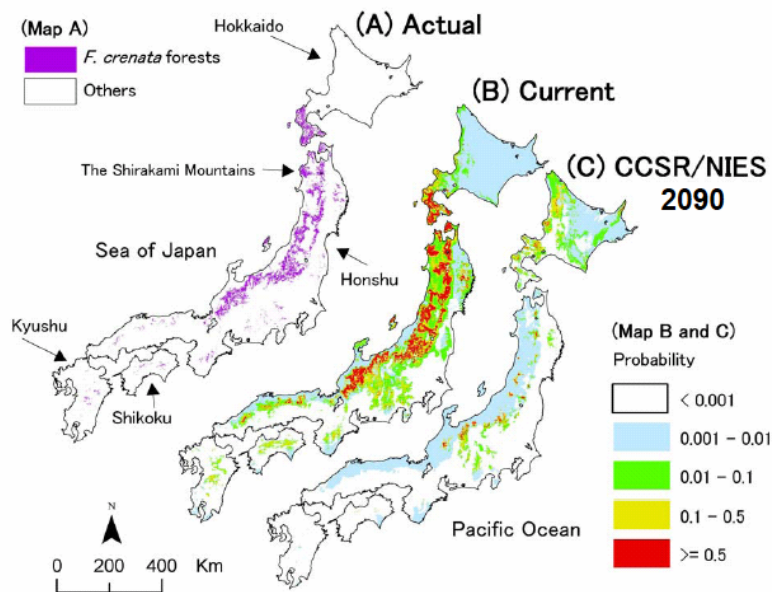 (Map A)
F. crenata forests
Others
Hokkaido
(A) Actual
(B) Current
(C) CCSR/NIES
2090
The Shirakami Mountains
Sea of Japan
Honshu
Kyushu
Shikoku
(Map B and C)
Probability
< 0.001
0.001 - 0.01
0.01 - 0.1
0.1 - 0.5
>= 0.5
Pacific Ocean
N
0 200 400 Km